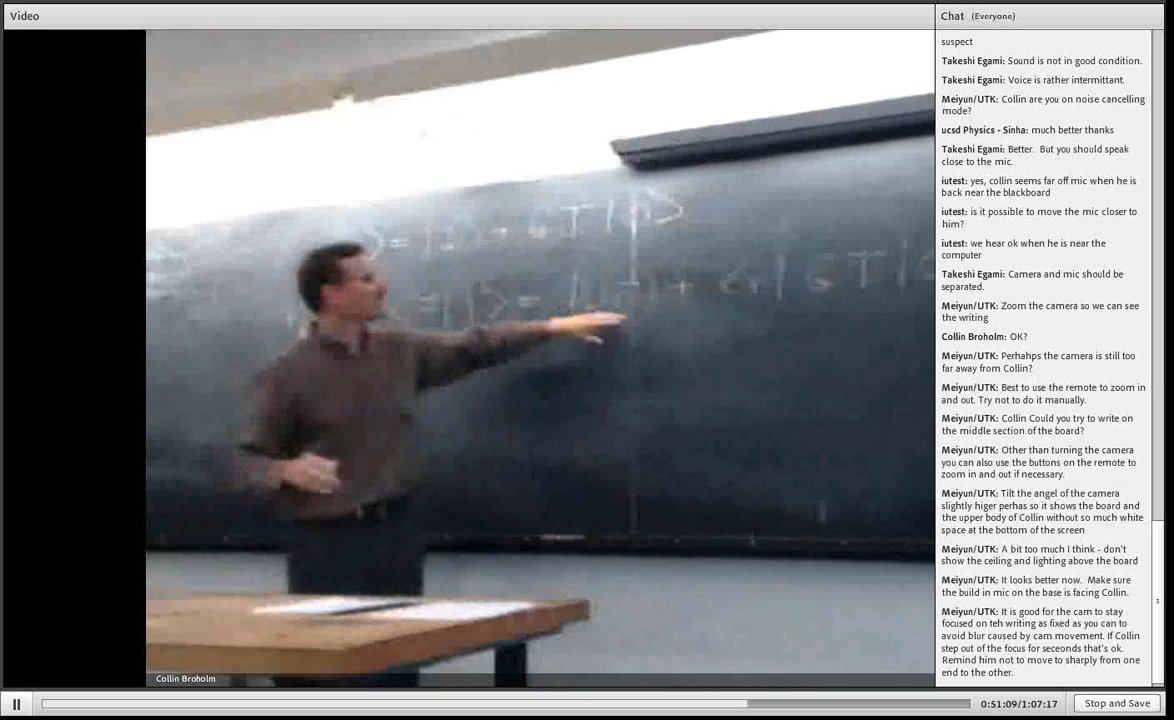 Video
Chat (Everyone)
suspect
Takeshi Egami: Sound is not in good condition.
Takeshi Egami: Voice is rather intermittant.
Meiyun/UTK: Collin are you on noise cancelling
mode?
ucsd Physics - Sinha: much better thanks
Takeshi Egami: Better. But you should speak
close to the mic.
iutest: yes, collin seems far off mic when he is
back near the blackboard
iutest: is it possible to move the mic closer to
him?
iutest: we hear ok when he is near the
computer
Takeshi Egami: Camera and mic should be
separated.
Meiyun/UTK: Zoom the camera so we can see
the writing
Collin Broholm: OK?
Meiyun/UTK: Perhahps the camera is still too
far away from Collin?
Meiyun/UTK: Best to use the remote to zoom in
and out. Try not to do it manually.
Meiyun/UTK: Collin Could you try to write on
the middle section of the board?
Meiyun/UTK: Other than turning the camera
you can also use the buttons on the remote to
zoom in and out if necessary.
Meiyun/UTK: Tilt the angel of the camera
slightly higer perhas so it shows the board and
the upper body of Collin without so much white
space at the bottom of the screen
Meiyun/UTK: A bit too much I think - don't
show the ceiling and lighting above the board
Meiyun/UTK: It looks better now. Make sure
the build in mic on the base is facing Collin.
Meiyun/UTK: It is good for the cam to stay
focused on teh writing as fixed as you can to
avoid blur caused by cam movement. If Collin
step out of the focus for seceonds that's ok.
Remind him not to move to sharply from one
end to the other.
Collin Broholm
0:51:09/1:07:17
Stop and Save